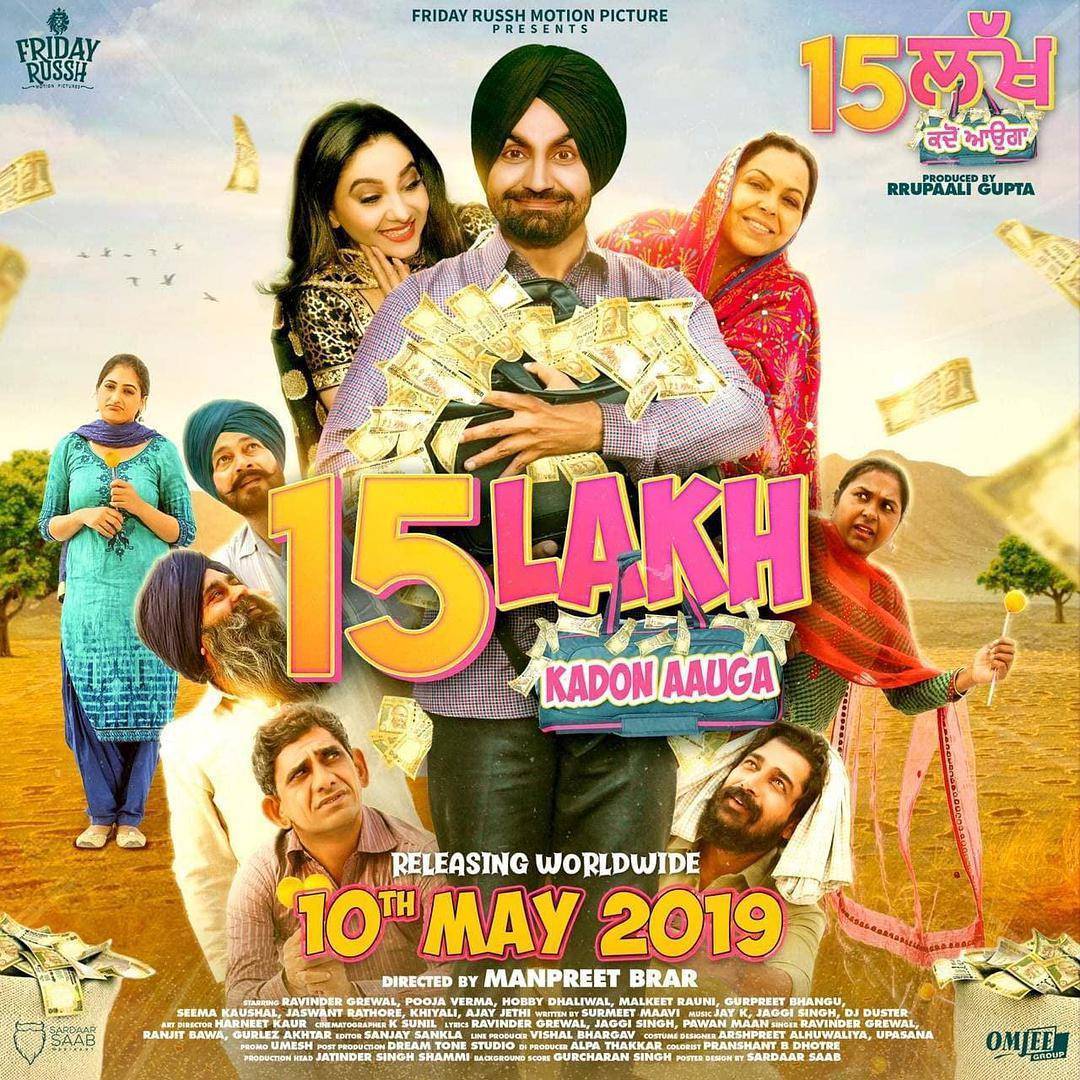 FRIDAY RUSSH MOTION PICTURE
PRESENTS
FRIDAY
RUSSH
MOTION PICTURES
15 ਲੱਖ
ਕਦੋਂ ਆਊਗਾ
PRODUCED BY
RRUPAALI GUPTA
15 LAKH
KADON AAUGA
RELEASING WORLDWIDE
10TH MAY 2019
DIRECTED BY MANPREET BRAR
STARRING RAVINDER GREWAL, POOJA VERMA, HOBBY DHALIWAL, MALKEET RAUNI, GURPREET BHANGU,
SEEMA KAUSHAL, JASWANT RATHORE, KHIYALI, AJAY JETHI WRITTEN BY SURMEET MAAVI MUSIC JAY K, JAGGI SINGH, DJ DUSTER
ART DIRECTOR HARNEET KAUR CINEMATOGRAPHER K SUNIL LYRICS RAVINDER GREWAL, JAGGI SINGH, PAWAN MAAN SINGER RAVINDER GREWAL,
RANJIT BAWA, GURLEZ AKHTAR EDITOR SANJAY SANKLA LINE PRODUCER VISHAL BHARGAV COSTUME DESIGNER ARSHPREET ALHUWALIYA, UPASANA
PROMO UMESH POST PRODUCTION DREAM TONE STUDIO DI PRODUCER ALPA THAKKAR COLORIST PRANSHANT B DHOTRE
PRODUCTION HEAD JATINDER SINGH SHAMMI BACKGROUND SCORE GURCHARAN SINGH POSTER DESIGN BY SARDAAR SAAB
SARDAAR
SAAB
OMJEE
GROUP